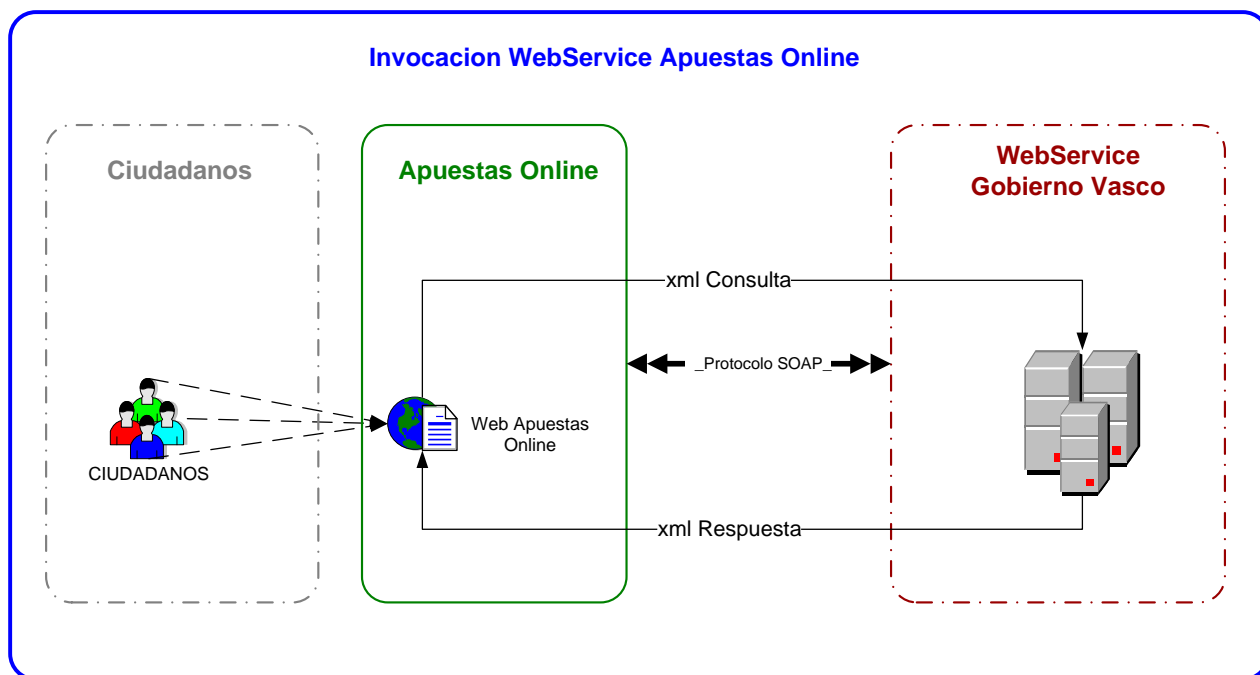 Invocacion WebService Apuestas Online
Ciudadanos
Apuestas Online
WebService
Gobierno Vasco
xml Consulta
_Protocolo SOAP_
Web Apuestas
Online
CIUDADANOS
xml Respuesta